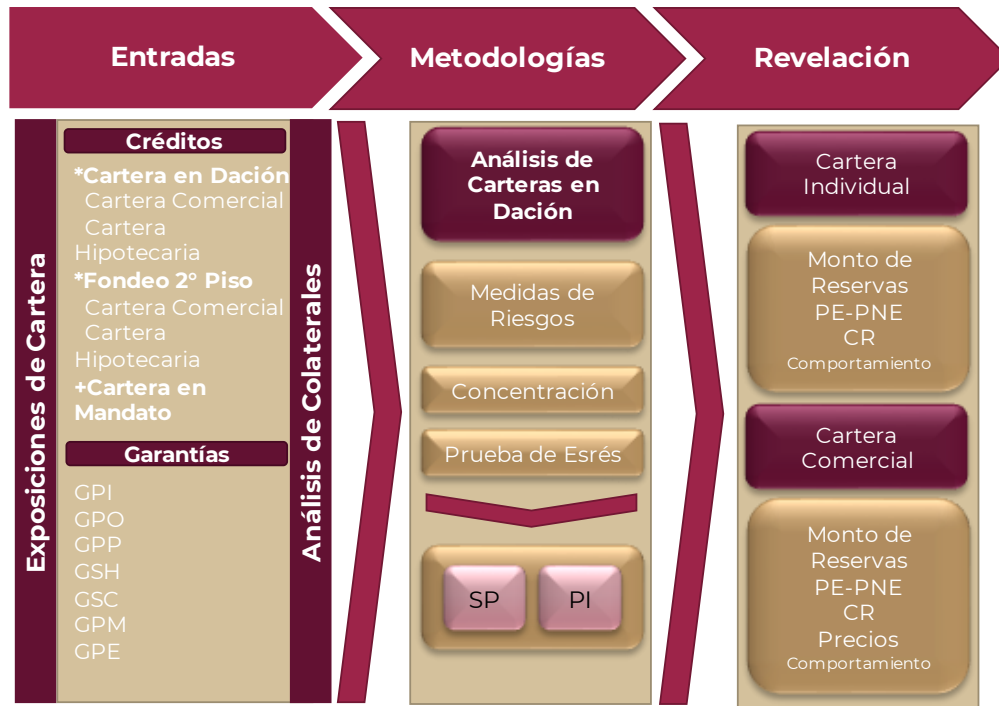 Entradas
Metodologías
Revelación
Exposiciones de Cartera
Créditos
*Cartera en Dación
Cartera Comercial
Cartera
Hipotecaria
*Fondeo 2° Piso
Cartera Comercial
Cartera
Hipotecaria
+Cartera en
Mandato
Garantías
GPI
GPO
GPP
GSH
GSC
GPM
GPE
Análisis de Colaterales
Análisis de
Carteras en
Dación
Medidas de
Riesgos
Concentración
Prueba de Esrés
SP
PI
Cartera
Individual
Monto de
Reservas
PE-PNE
CR
Comportamiento
Cartera
Comercial
Monto de
Reservas
PE-PNE
CR
Precios
Comportamiento